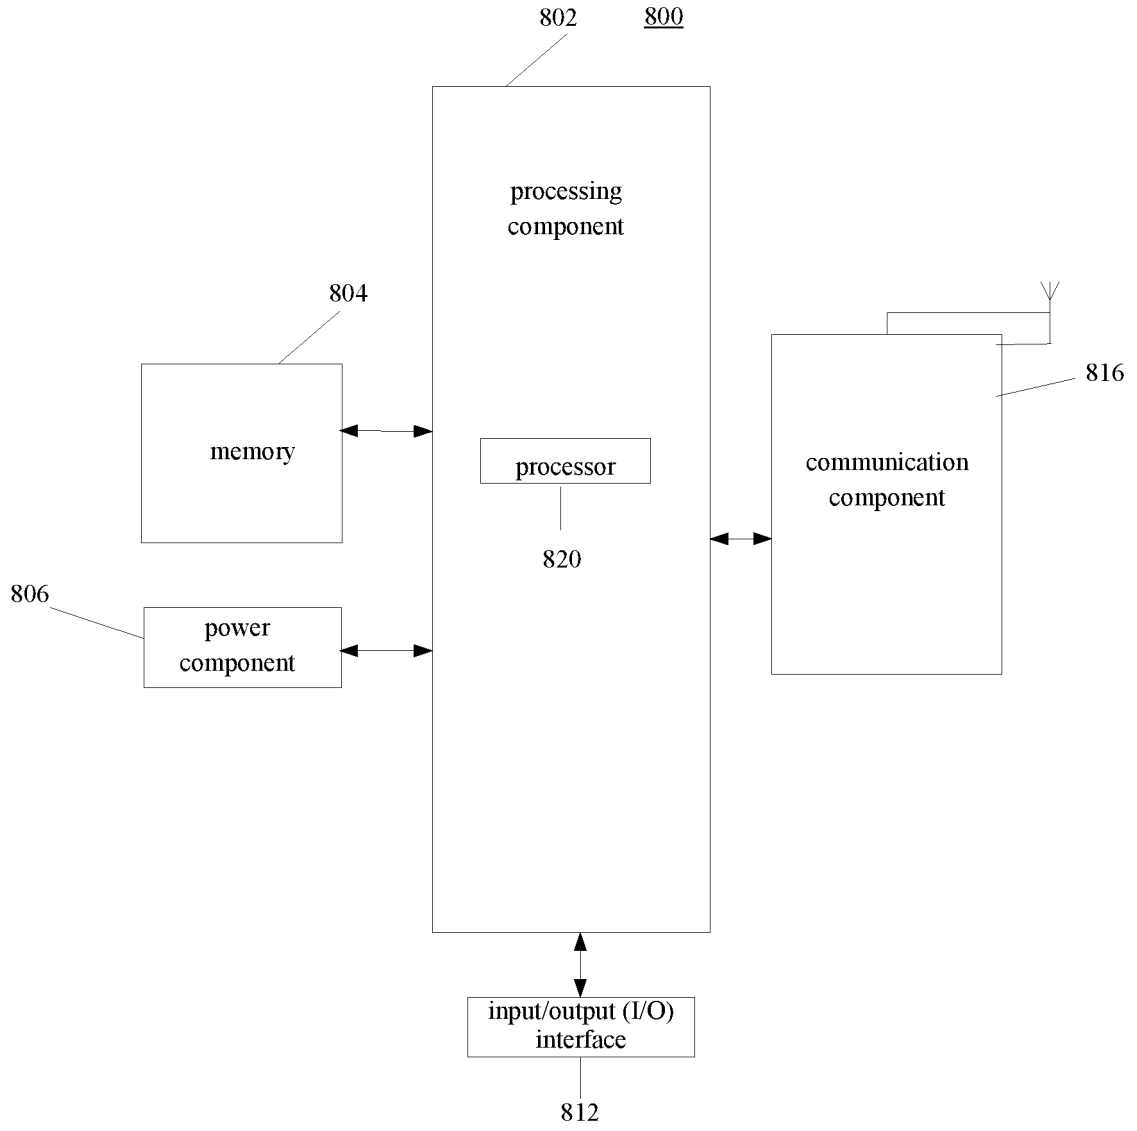 802
800
processing
component
804
816
memory
processor
communication
component
820
806
power
component
input/output (I/O)
interface
812